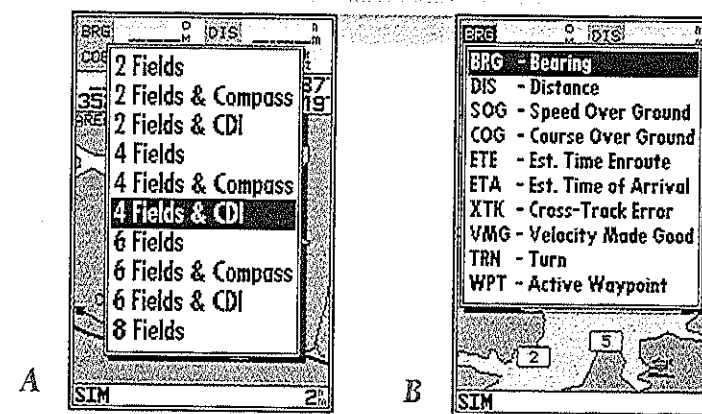 BRG M DIS n m
COG
2 Fields
2 Fields & Compass
2 Fields & CDI
4 Fields
4 Fields & Compass
4 Fields & CDI
6 Fields
6 Fields & Compass
6 Fields & CDI
8 Fields
SIM 2
A
BRG M DIS
BRG - Bearing
DIS - Distance
SOG - Speed Over Ground
COG - Course Over Ground
ETE - Est. Time Enroute
ETA - Est. Time of Arrival
XTK - Cross-Track Error
VMG - Velocity Made Good
TRN - Turn
WPT - Active Waypoint
2 5
SIM
B